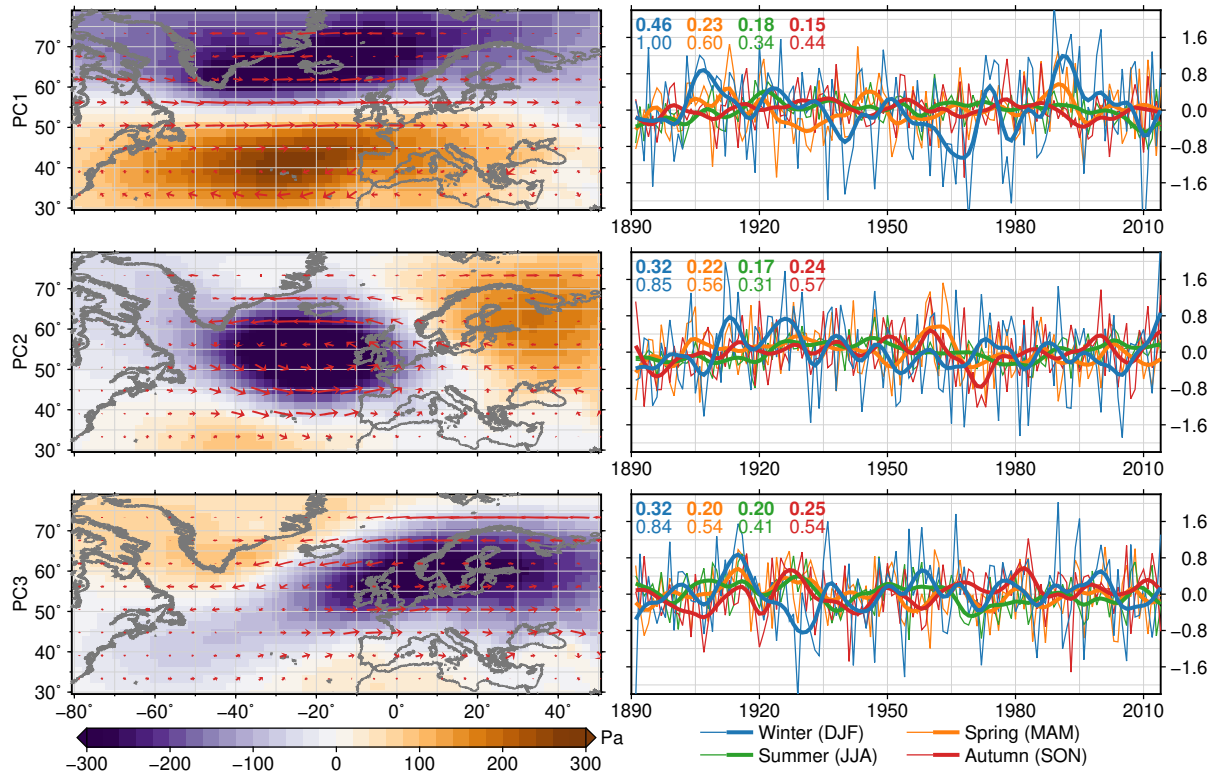 PC1
70°
60°
50°
40°
30°
0.46 0.23 0.18 0.15
1.00 0.60 0.34 0.44
1.6
0.8
0.0
−0.8
−1.6
1890 1920 1950 1980 2010
PC2
70°
60°
50°
40°
30°
0.32 0.22 0.17 0.24
0.85 0.56 0.31 0.57
1.6
0.8
0.0
−0.8
−1.6
1890 1920 1950 1980 2010
PC3
70°
60°
50°
40°
30°
−80 −60 −40 −20 0 20 40
0.32 0.20 0.20 0.25
0.84 0.54 0.41 0.54
1.6
0.8
0.0
−0.8
−1.6
1890 1920 1950 1980 2010
Pa
−300 −200 −100 0 100 200 300
Winter (DJF) Spring (MAM)
Summer (JJA) Autumn (SON)